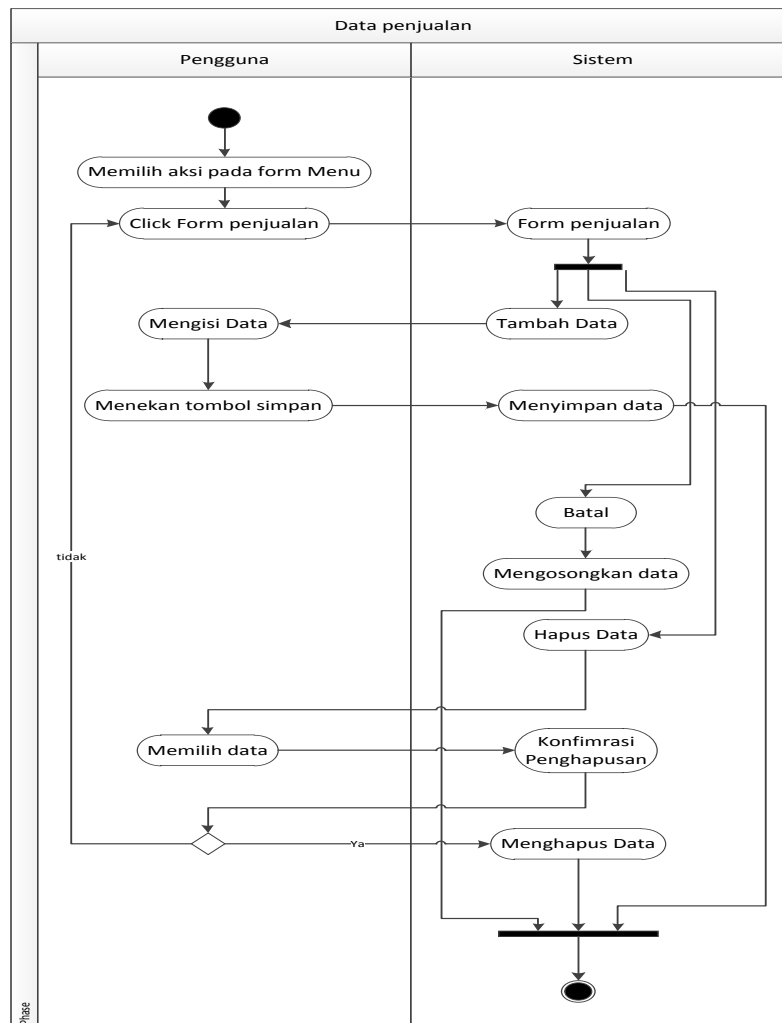 Data penjualan
Pengguna
Sistem
Memilih aksi pada form Menu
Click Form penjualan
Form penjualan
Mengisi Data
Tambah Data
Menekan tombol simpan
Menyimpan data
Batal
tidak
Mengosongkan data
Hapus Data
Memilih data
Konfimrasi
Penghapusan
Ya
Menghapus Data
Phase